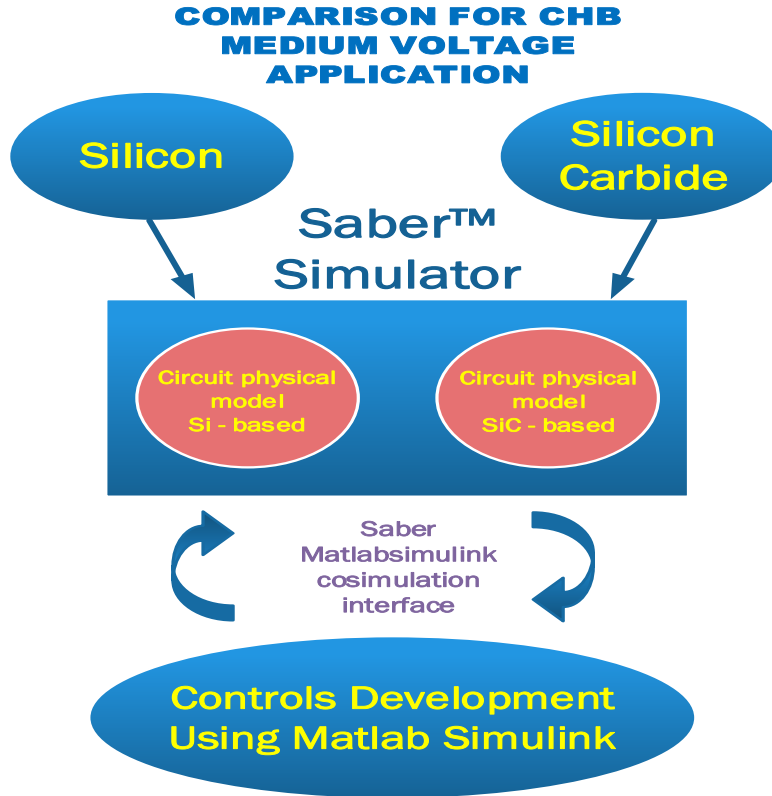 COMPARISON FOR CHB
MEDIUM VOLTAGE
APPLICATION
Silicon
Silicon
Carbide
Saber™
Simulator
Circuit physical
model
Si - based
Circuit physical
model
SiC - based
Saber
Matlabsimulink
cosimulation
interface
Controls Development
Using Matlab Simulink